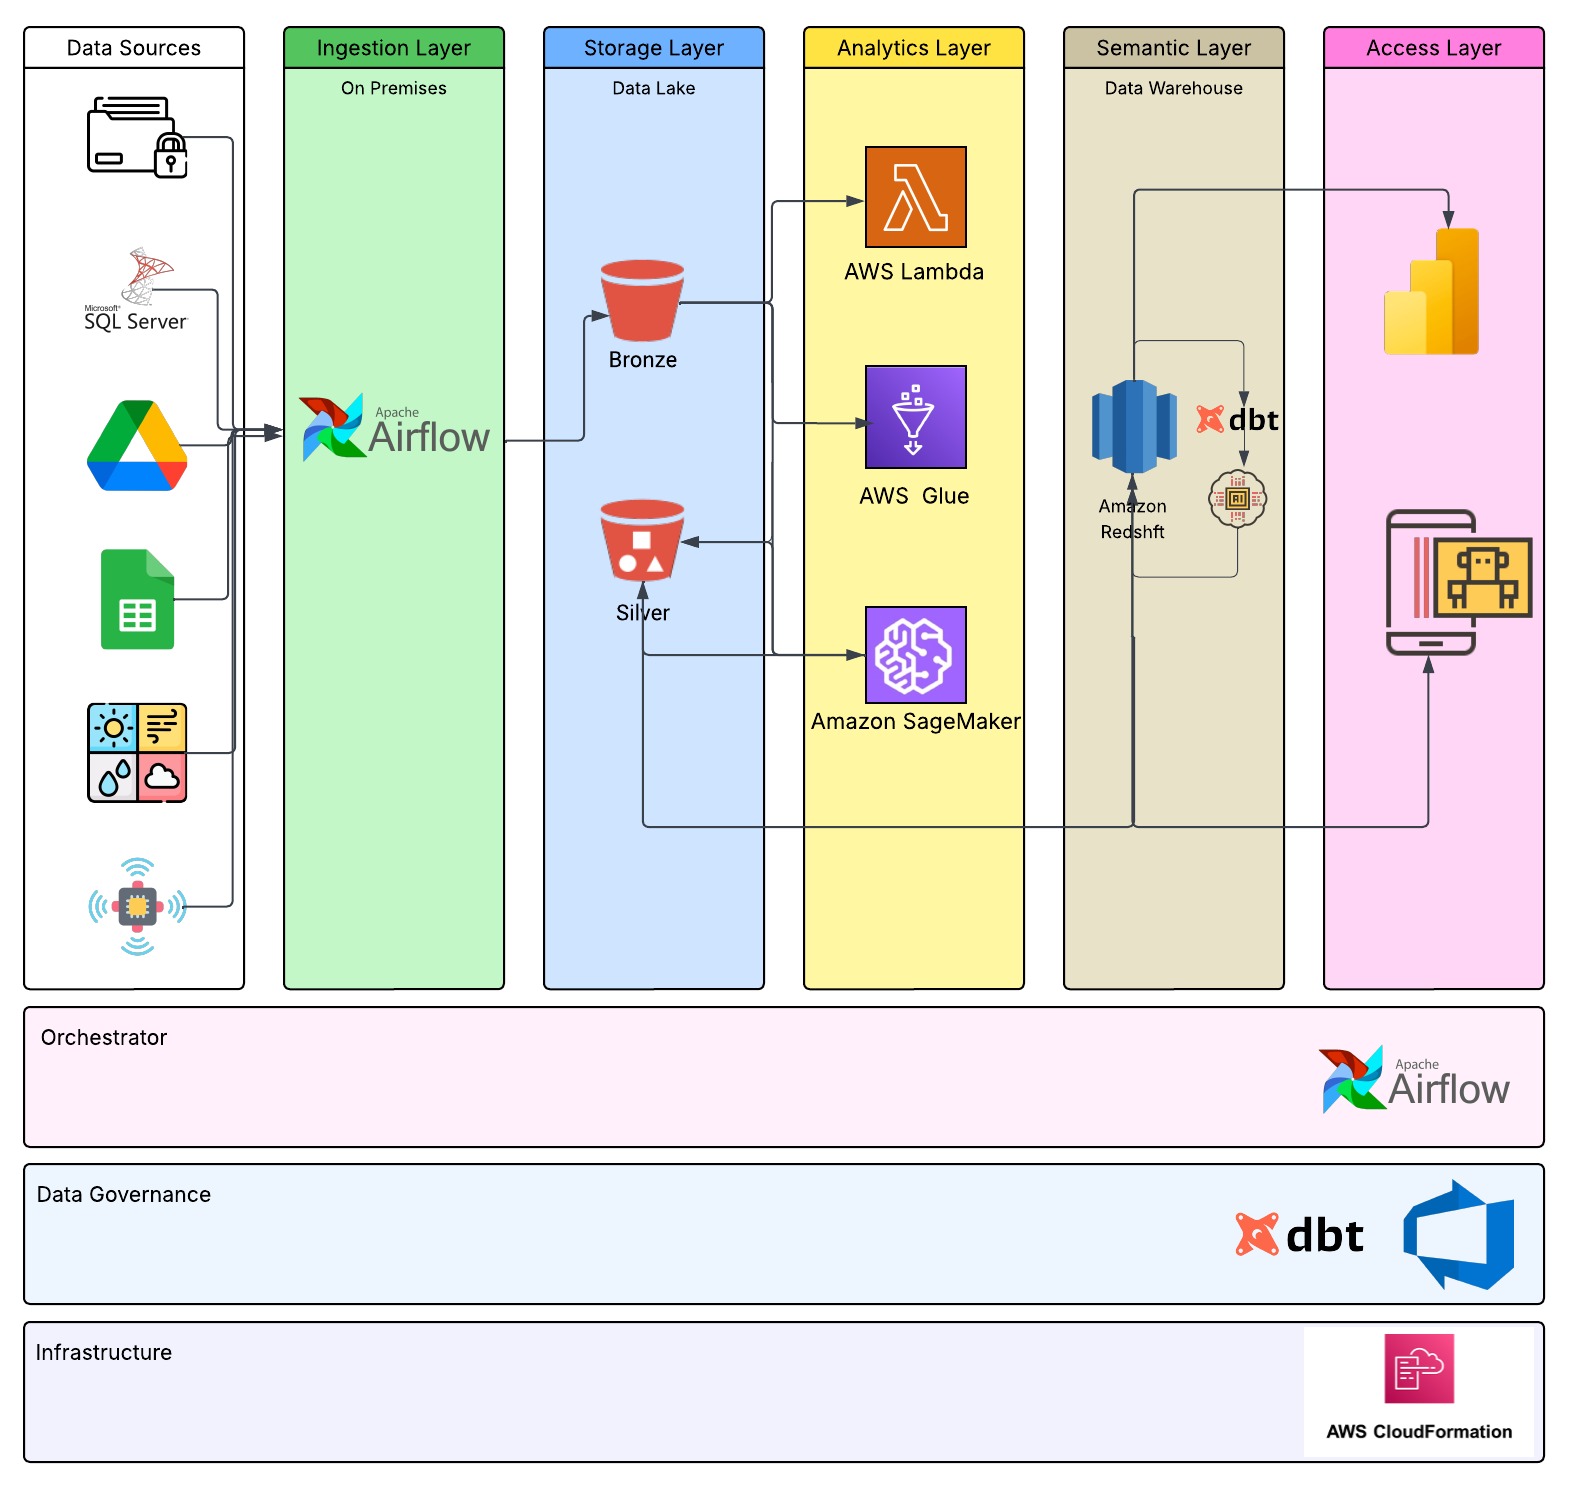 Data Sources
Ingestion Layer
Storage Layer
Analytics Layer
Semantic Layer
Access Layer
On Premises
Data Lake
Data Warehouse
Microsoft®
SQL Server
Apache
Airflow
Bronze
Silver
AWS Lambda
AWS Glue
Amazon SageMaker
Amazon
Redshft
dbt
AI
Orchestrator
Apache
Airflow
Data Governance
dbt
Infrastructure
AWS CloudFormation